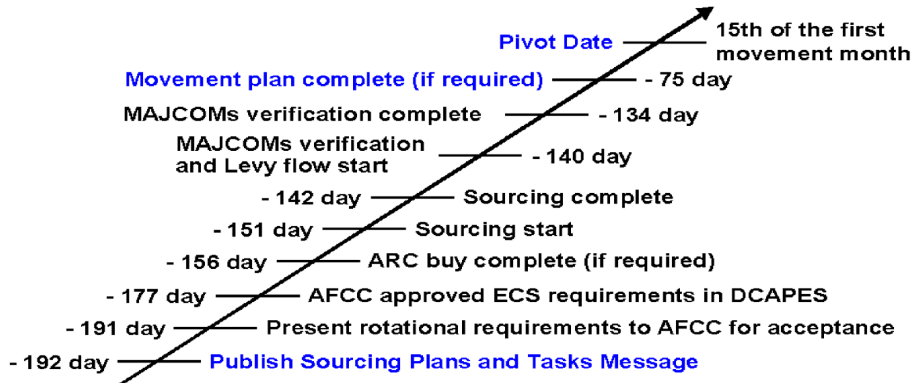 Pivot Date
15th of the first
movement month
Movement plan complete (if required)
- 75 day
MAJCOMs verification complete
- 134 day
MAJCOMs verification
and Levy flow start
- 140 day
- 142 day
Sourcing complete
- 151 day
Sourcing start
- 156 day
ARC buy complete (if required)
- 177 day
AFCC approved ECS requirements in DCAPES
- 191 day
Present rotational requirements to AFCC for acceptance
- 192 day
Publish Sourcing Plans and Tasks Message